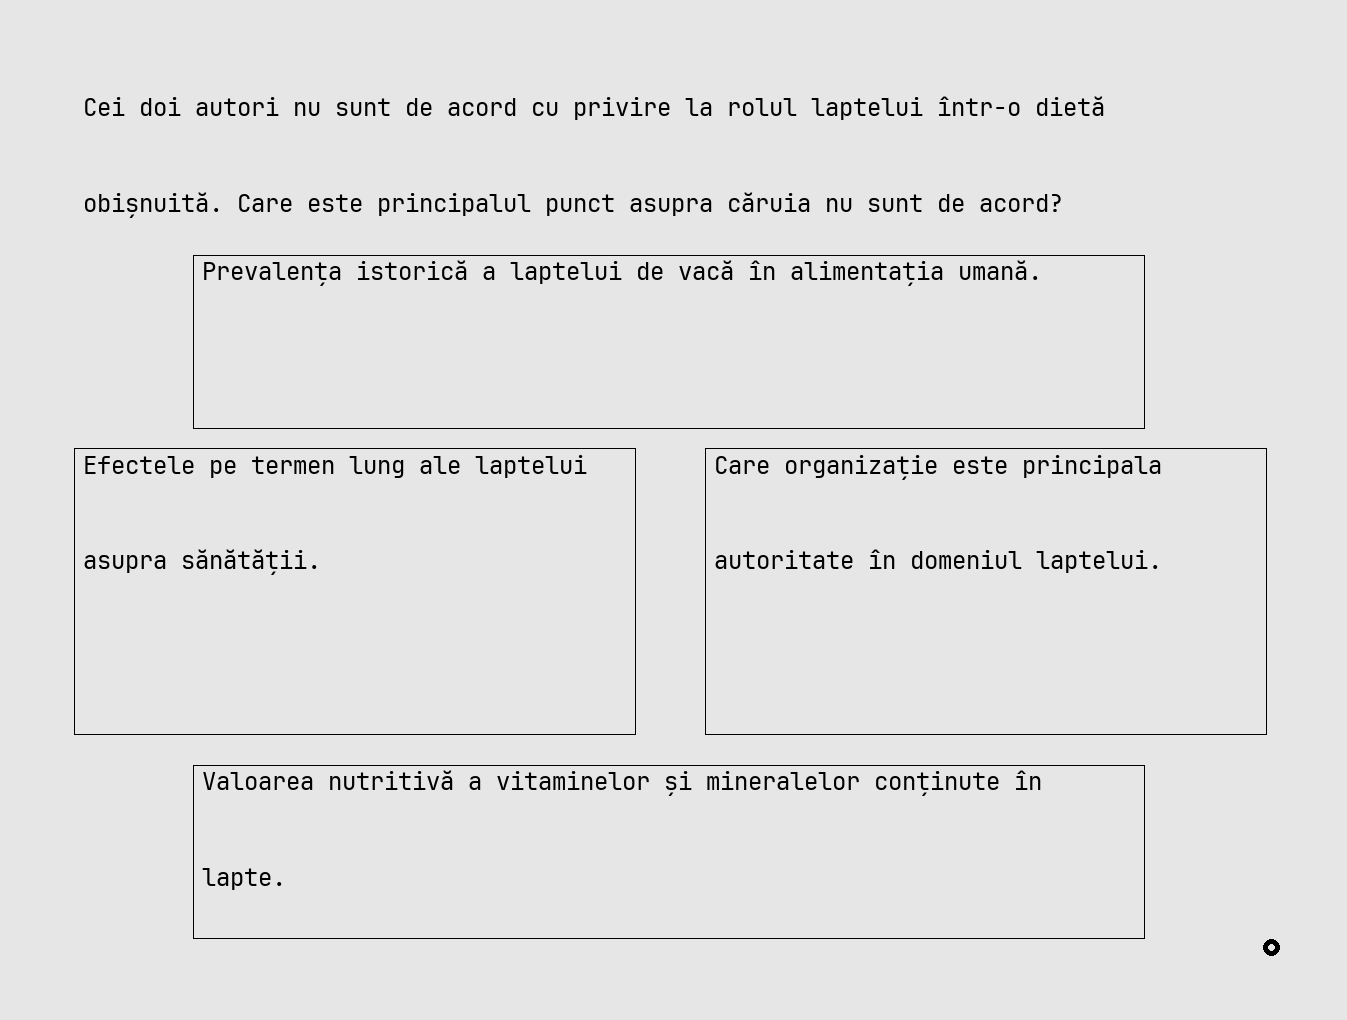 Cei doi autori nu sunt de acord cu privire la rolul laptelui într-o dietă
obișnuită. Care este principalul punct asupra căruia nu sunt de acord?
Prevalența istorică a laptelui de vacă în alimentația umană.
Efectele pe termen lung ale laptelui
asupra sănătății.
Care organizație este principala
autoritate în domeniul laptelui.
Valoarea nutritivă a vitaminelor și mineralelor conținute în
lapte.